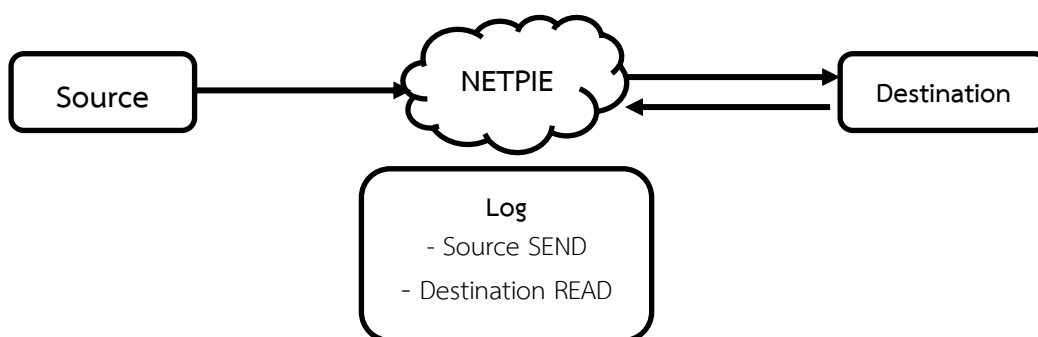 Source
NETPIE
Destination
Log
- Source SEND
- Destination READ